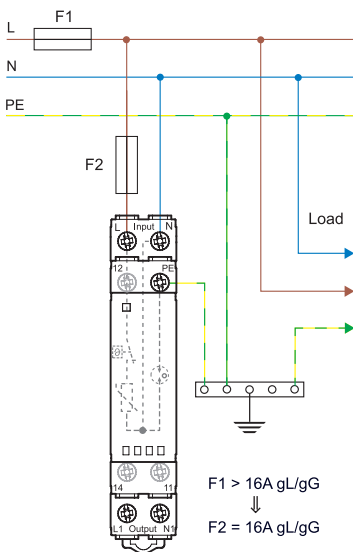 F1
L
N
PE
F2
Load
L Input N
12 PE
14 11
L1 Output N1
F1 > 16A gL/gG
⇓
F2 = 16A gL/gG